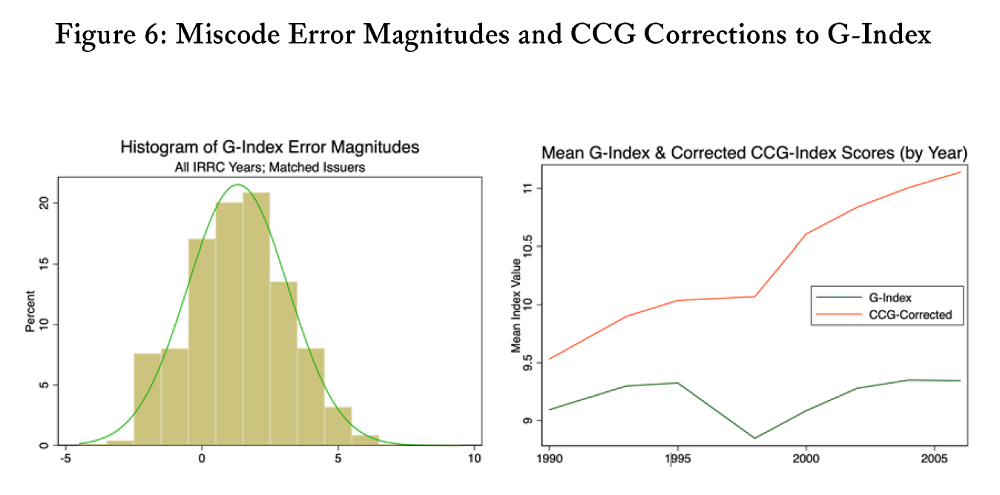 Figure 6: Miscode Error Magnitudes and CCG Corrections to G-Index
Histogram of G-Index Error Magnitudes
All IRRC Years; Matched Issuers
Percent
20
15
10
5
0
-5
0
5
10
Mean G-Index & Corrected CCG-Index Scores (by Year)
Mean Index Value
11
10.5
10
9.5
9
G-Index
CCG-Corrected
1990
1995
2000
2005